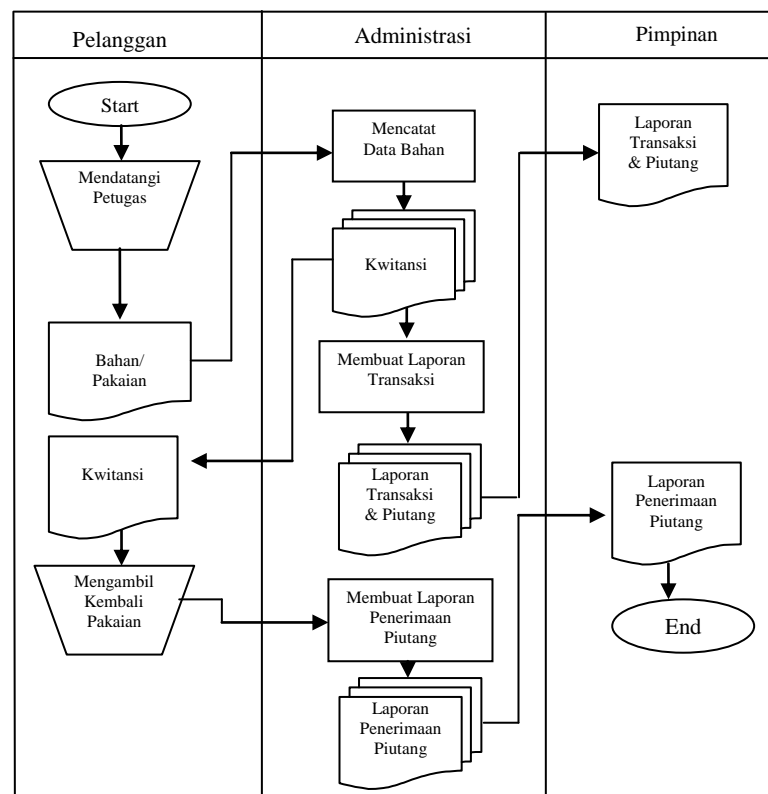 Pelanggan
Administrasi
Pimpinan
Start
Mendatangi
Petugas
Bahan/
Pakaian
Kwitansi
Mengambil
Kembali
Pakaian
Mencatat
Data Bahan
Kwitansi
Membuat Laporan
Transaksi
Laporan
Transaksi
& Piutang
Membuat Laporan
Penerimaan
Piutang
Laporan
Penerimaan
Piutang
Laporan
Transaksi
& Piutang
Laporan
Penerimaan
Piutang
End